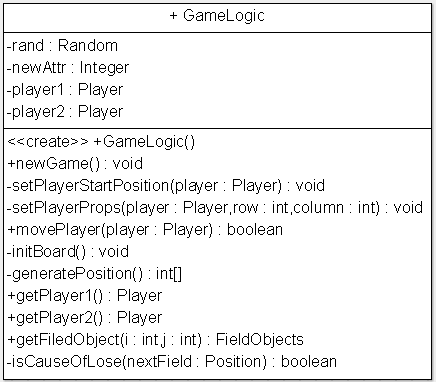 + GameLogic
-rand : Random
-newAttr : Integer
-player1 : Player
-player2 : Player
<<create>> +GameLogic()
+newGame() : void
-setPlayerStartPosition(player : Player) : void
-setPlayerProps(player : Player,row : int,column : int) : void
+movePlayer(player : Player) : boolean
-initBoard() : void
-generatePosition() : int[]
+getPlayer1() : Player
+getPlayer2() : Player
+getFiledObject(i : int,j : int) : FieldObjects
-isCauseOfLose(nextField : Position) : boolean